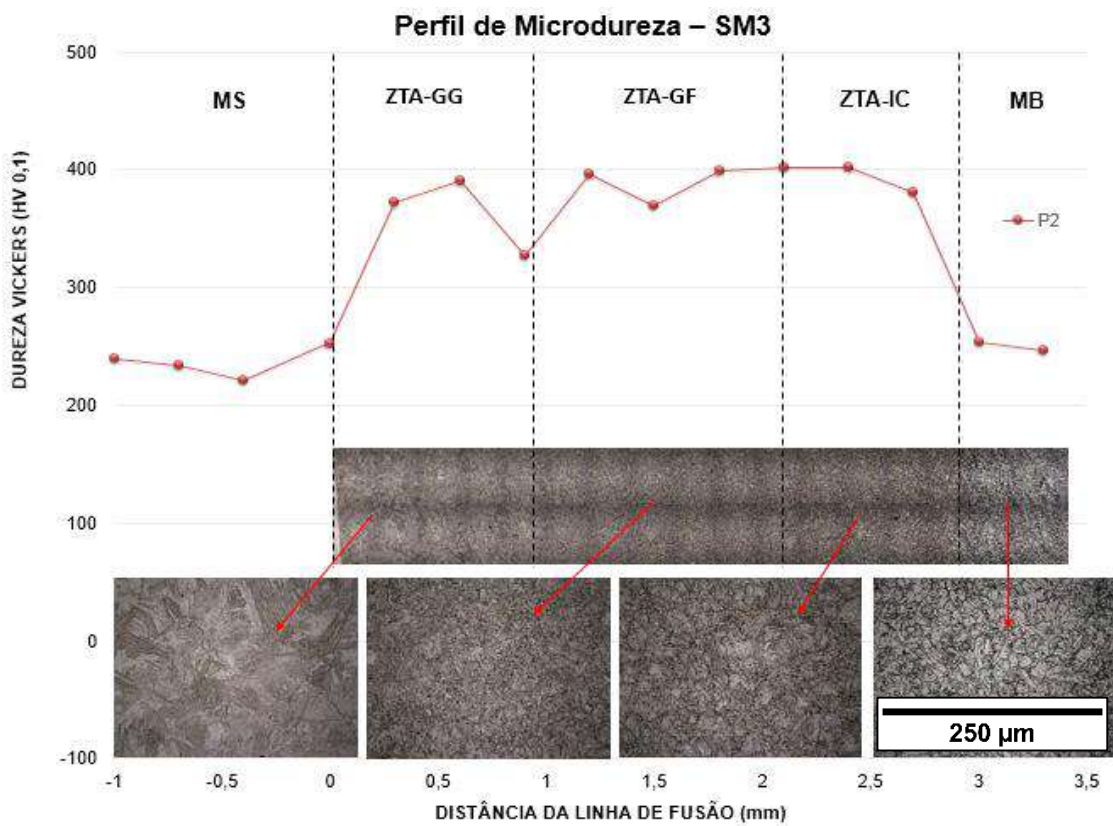 Perfil de Microdureza – SM3
500
400
300
200
100
0
-100
DUREZA VICKERS (HV 0,1)
MS
ZTA-GG
ZTA-GF
ZTA-IC
MB
P2
250 µm
-1
-0,5
0
0,5
1
1,5
2
2,5
3
3,5
DISTÂNCIA DA LINHA DE FUSÃO (mm)